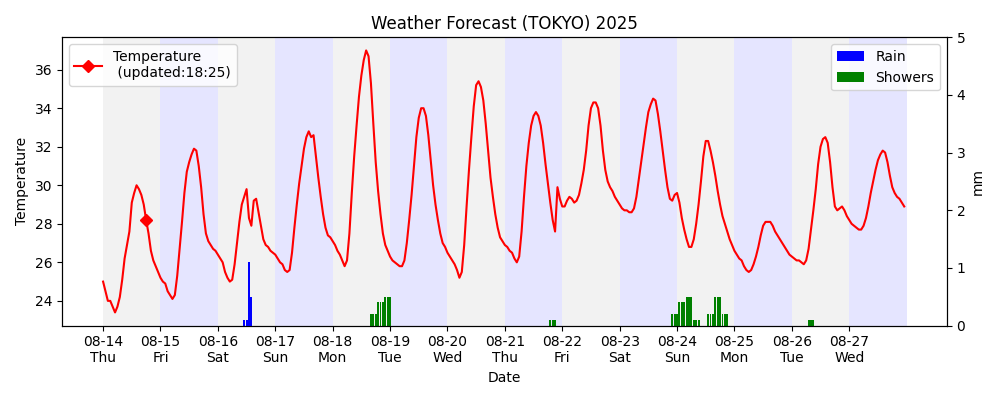 Weather Forecast (TOKYO) 2025
Temperature
(updated:18:25)
Rain
Showers
Temperature
36
34
32
30
28
26
24
5
4
3
2
1
0
mm
08-14 08-15 08-16 08-17 08-18 08-19 08-20 08-21 08-22 08-23 08-24 08-25 08-26 08-27
Thu Fri Sat Sun Mon Tue Wed Thu Fri Sat Sun Mon Tue Wed
Date